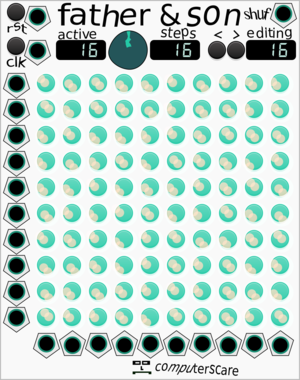 father & son
shuf
rst
active
steps
< >
editing
16
16
16
clk
computerscare